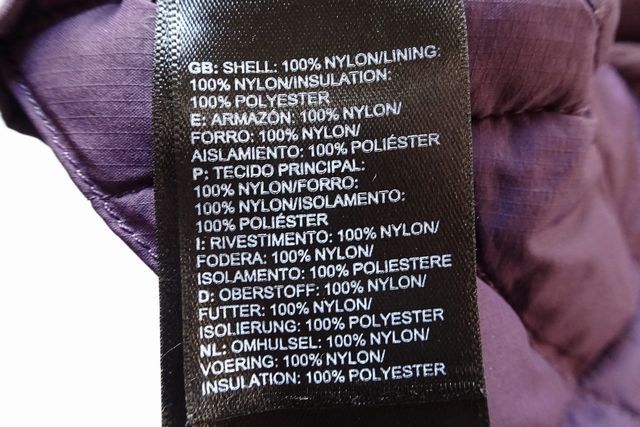 GB: SHELL: 100% NYLON/LINING:
100% NYLON/INSULATION:
100% POLYESTER
E: ARMAZÓN: 100% NYLON/
FORRO: 100% NYLON/
AISLAMIENTO: 100% POLIÉSTER
P: TECIDO PRINCIPAL:
100% NYLON/FORRO:
100% NYLON/ISOLAMENTO:
100% POLIÉSTER
I: RIVESTIMENTO: 100% NYLON/
FODERA: 100% NYLON/
ISOLAMENTO: 100% POLIESTERE
D: OBERSTOFF: 100% NYLON/
FUTTER: 100% NYLON/
ISOLIERUNG: 100% POLYESTER
NL: OMHULSEL: 100% NYLON/
VOERING: 100% NYLON/
INSULATION: 100% POLYESTER